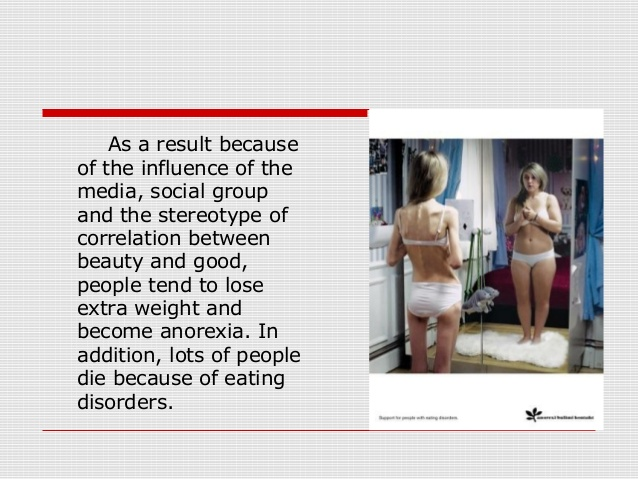 As a result because
of the influence of the
media, social group
and the stereotype of
correlation between
beauty and good,
people tend to lose
extra weight and
become anorexia. In
addition, lots of people
die because of eating
disorders.
Support for people with eating disorders.